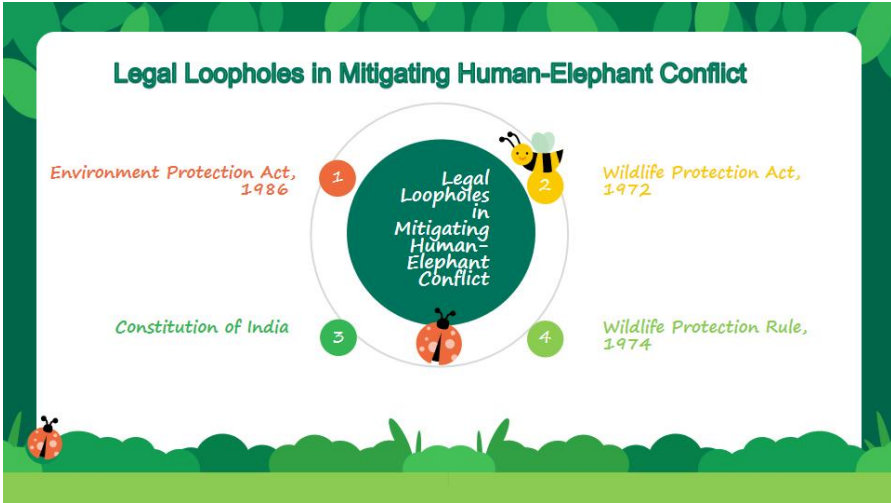 Legal Loopholes in Mitigating Human-Elephant Conflict
Environment Protection Act,
1986
1
Legal
Loopholes
in
Mitigating
Human-
Elephant
Conflict
2
Wildlife Protection Act,
1972
Constitution of India
3
4
Wildlife Protection Rule,
1974